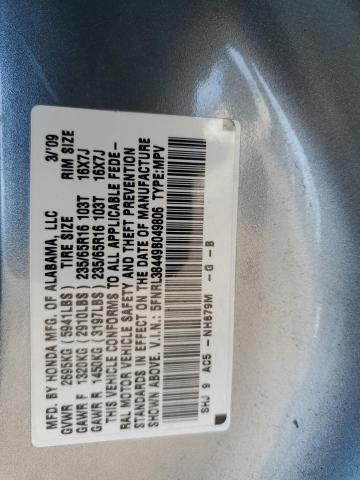 MFG. BY HONDA MFG. OF ALABAMA, LLC 3/'09
GVWR 2695KG(5941LBS) TIRE SIZE RIM SIZE
GAWR F 1320KG(2910LBS) 235/65R16 103T 16X7J
GAWR R 1450KG(3197LBS) 235/65R16 103T 16X7J
THIS VEHICLE CONFORMS TO ALL APPLICABLE FEDE-
RAL MOTOR VEHICLE SAFETY AND THEFT PREVENTION
STANDARDS IN EFFECT ON THE DATE OF MANUFACTURE
SHOWN ABOVE. V.I.N.: 5FNRL38449B049806 TYPE:MPV
SHJ 9 AC5 -NH679M -G -B